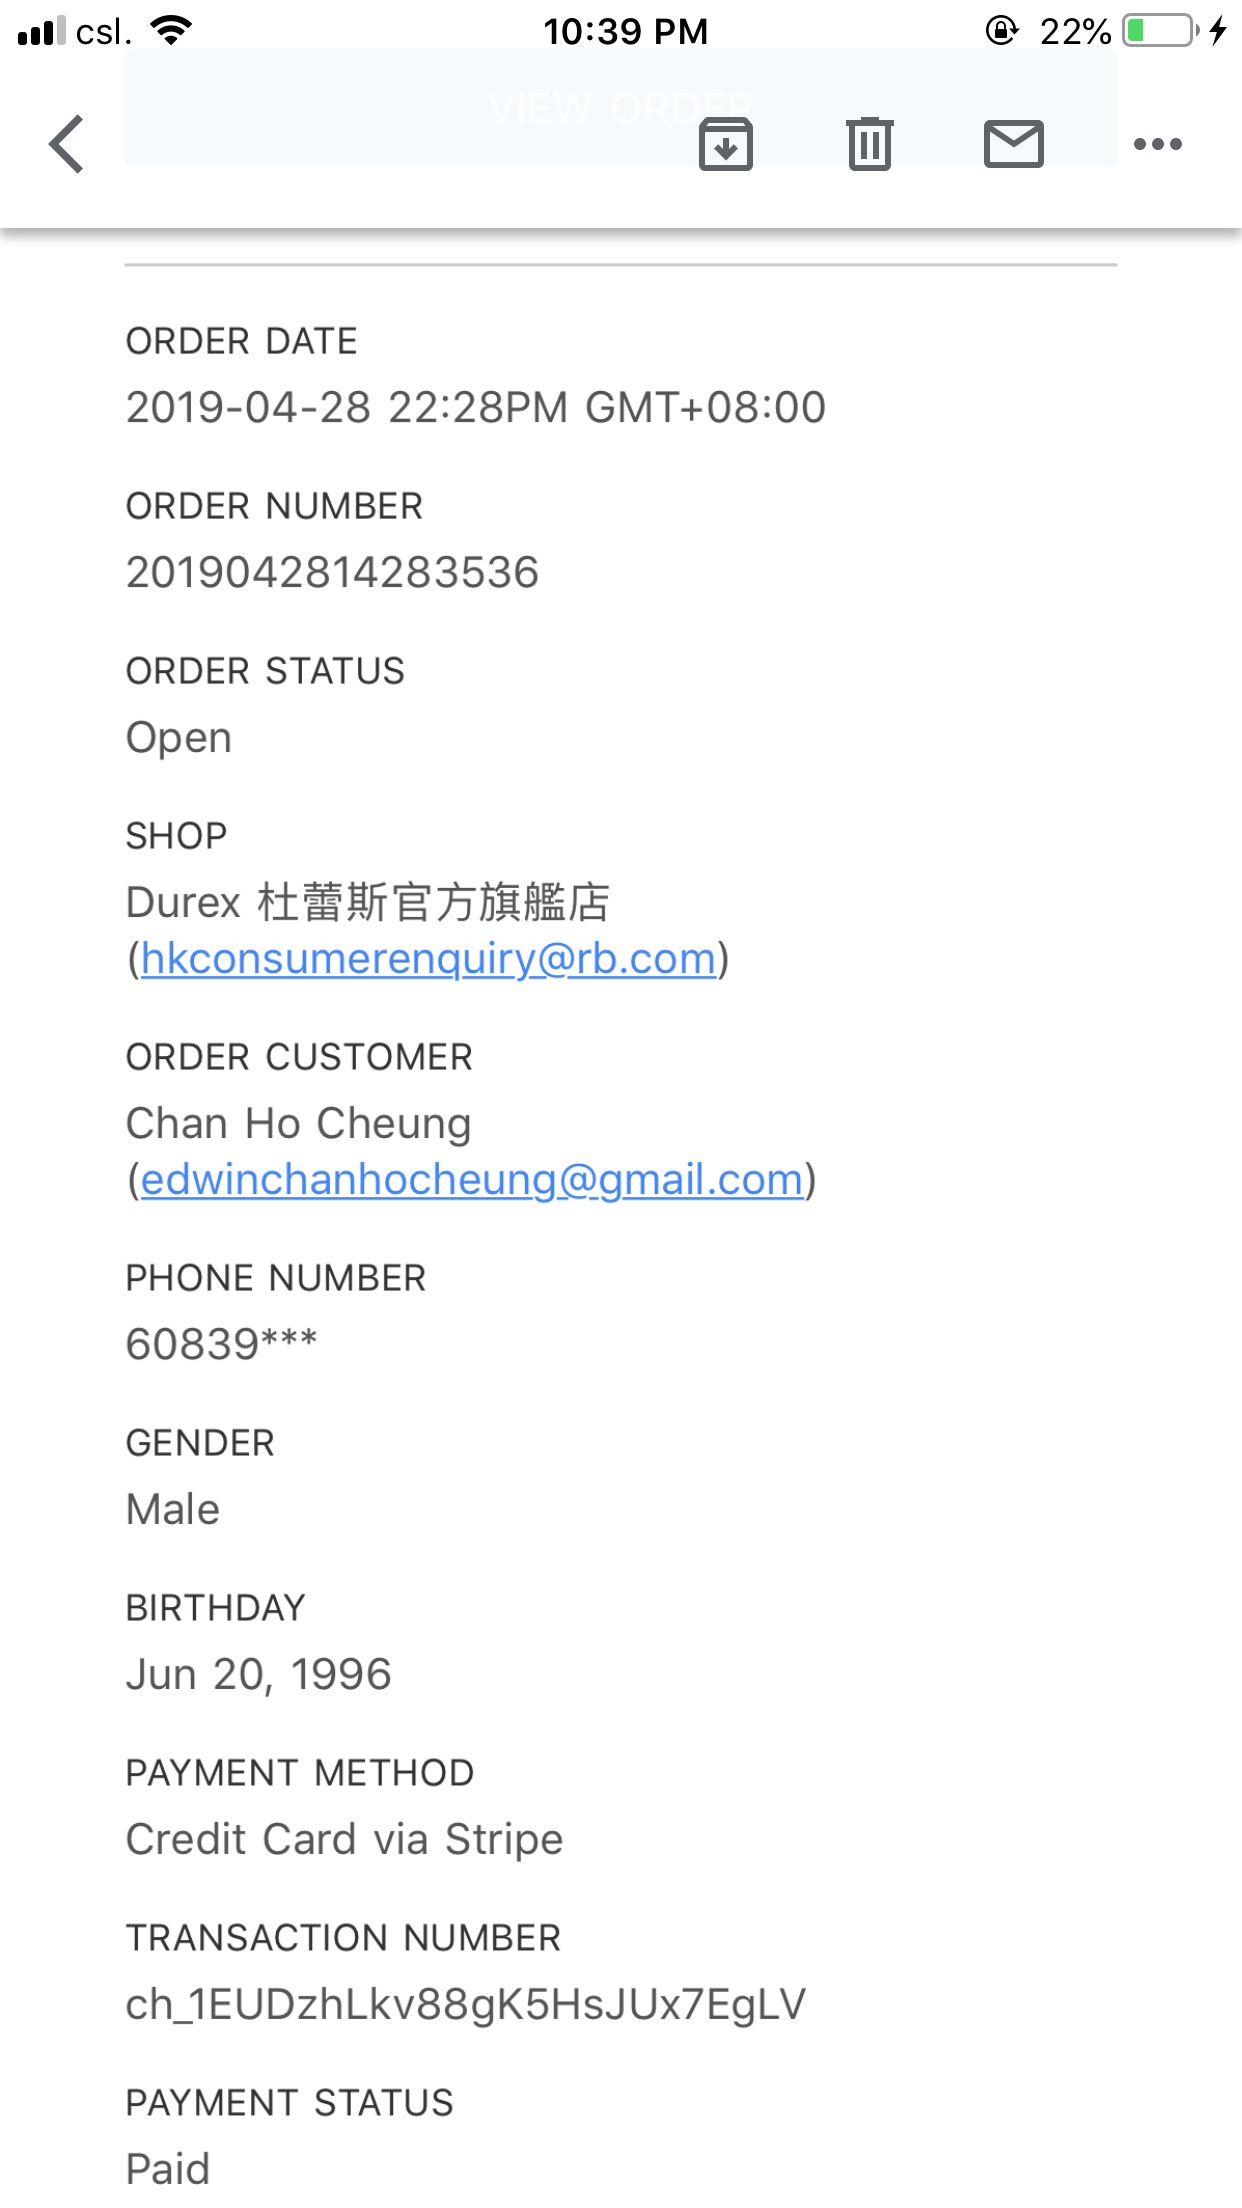 csl. 10:39 PM 22%
VIEW ORDER
ORDER DATE
2019-04-28 22:28PM GMT+08:00
ORDER NUMBER
2019042814283536
ORDER STATUS
Open
SHOP
Durex 杜蕾斯官方旗艦店
(hkconsumerenquiry@rb.com)
ORDER CUSTOMER
Chan Ho Cheung
(edwinchanhocheung@gmail.com)
PHONE NUMBER
60839***
GENDER
Male
BIRTHDAY
Jun 20, 1996
PAYMENT METHOD
Credit Card via Stripe
TRANSACTION NUMBER
ch_1EUDzhLkv88gK5HsJUx7EgLV
PAYMENT STATUS
Paid